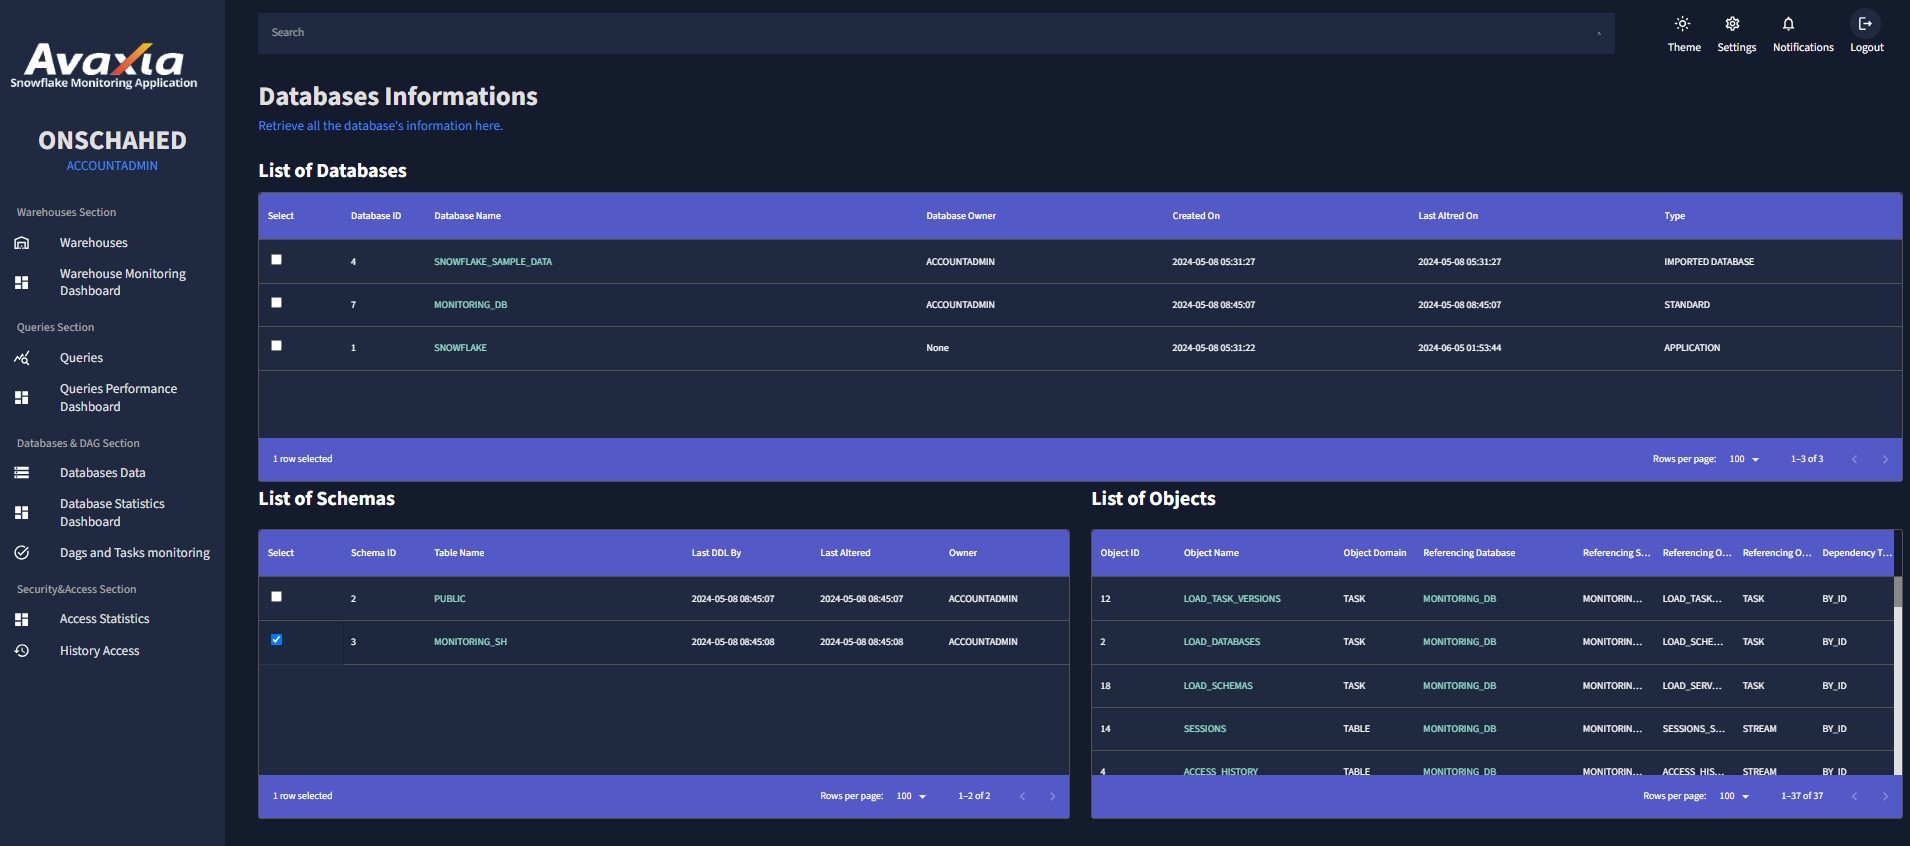 Avaxia
Snowflake Monitoring Application
ONSCHAHED
ACCOUNTADMIN
Warehouses Section
Warehouses
Warehouse Monitoring
Dashboard
Queries Section
Queries
Queries Performance
Dashboard
Databases & DAG Section
Databases Data
Database Statistics
Dashboard
Dags and Tasks monitoring
Security&Access Section
Access Statistics
History Access
Search
Theme Settings Notifications Logout
Databases Informations
Retrieve all the database's information here.
List of Databases
Select Database ID Database Name Database Owner Created On Last Altred On Type
4 SNOWFLAKE_SAMPLE_DATA ACCOUNTADMIN 2024-05-08 05:31:27 2024-05-08 05:31:27 IMPORTED DATABASE
7 MONITORING_DB ACCOUNTADMIN 2024-05-08 08:45:07 2024-05-08 08:45:07 STANDARD
1 SNOWFLAKE None 2024-05-08 05:31:22 2024-06-05 01:53:44 APPLICATION
1 row selected Rows per page: 100 1–3 of 3
List of Schemas
Select Schema ID Table Name Last DDL By Last Altered Owner
2 PUBLIC 2024-05-08 08:45:07 2024-05-08 08:45:07 ACCOUNTADMIN
3 MONITORING_SH 2024-05-08 08:45:08 2024-05-08 08:45:08 ACCOUNTADMIN
1 row selected Rows per page: 100 1–2 of 2
List of Objects
Object ID Object Name Object Domain Referencing Database Referencing S... Referencing O... Referencing O... Dependency T...
12 LOAD_TASK_VERSIONS TASK MONITORING_DB MONITORIN... LOAD_TASK... TASK BY_ID
2 LOAD_DATABASES TASK MONITORING_DB MONITORIN... LOAD_SCHE... TASK BY_ID
18 LOAD_SCHEMAS TASK MONITORING_DB MONITORIN... LOAD_SERV... TASK BY_ID
14 SESSIONS TABLE MONITORING_DB MONITORIN... SESSIONS_S... STREAM BY_ID
4 ACCESS_HISTORY TABLE MONITORING_DB MONITORIN... ACCESS_HIS... STREAM BY_ID
Rows per page: 100 1–37 of 37